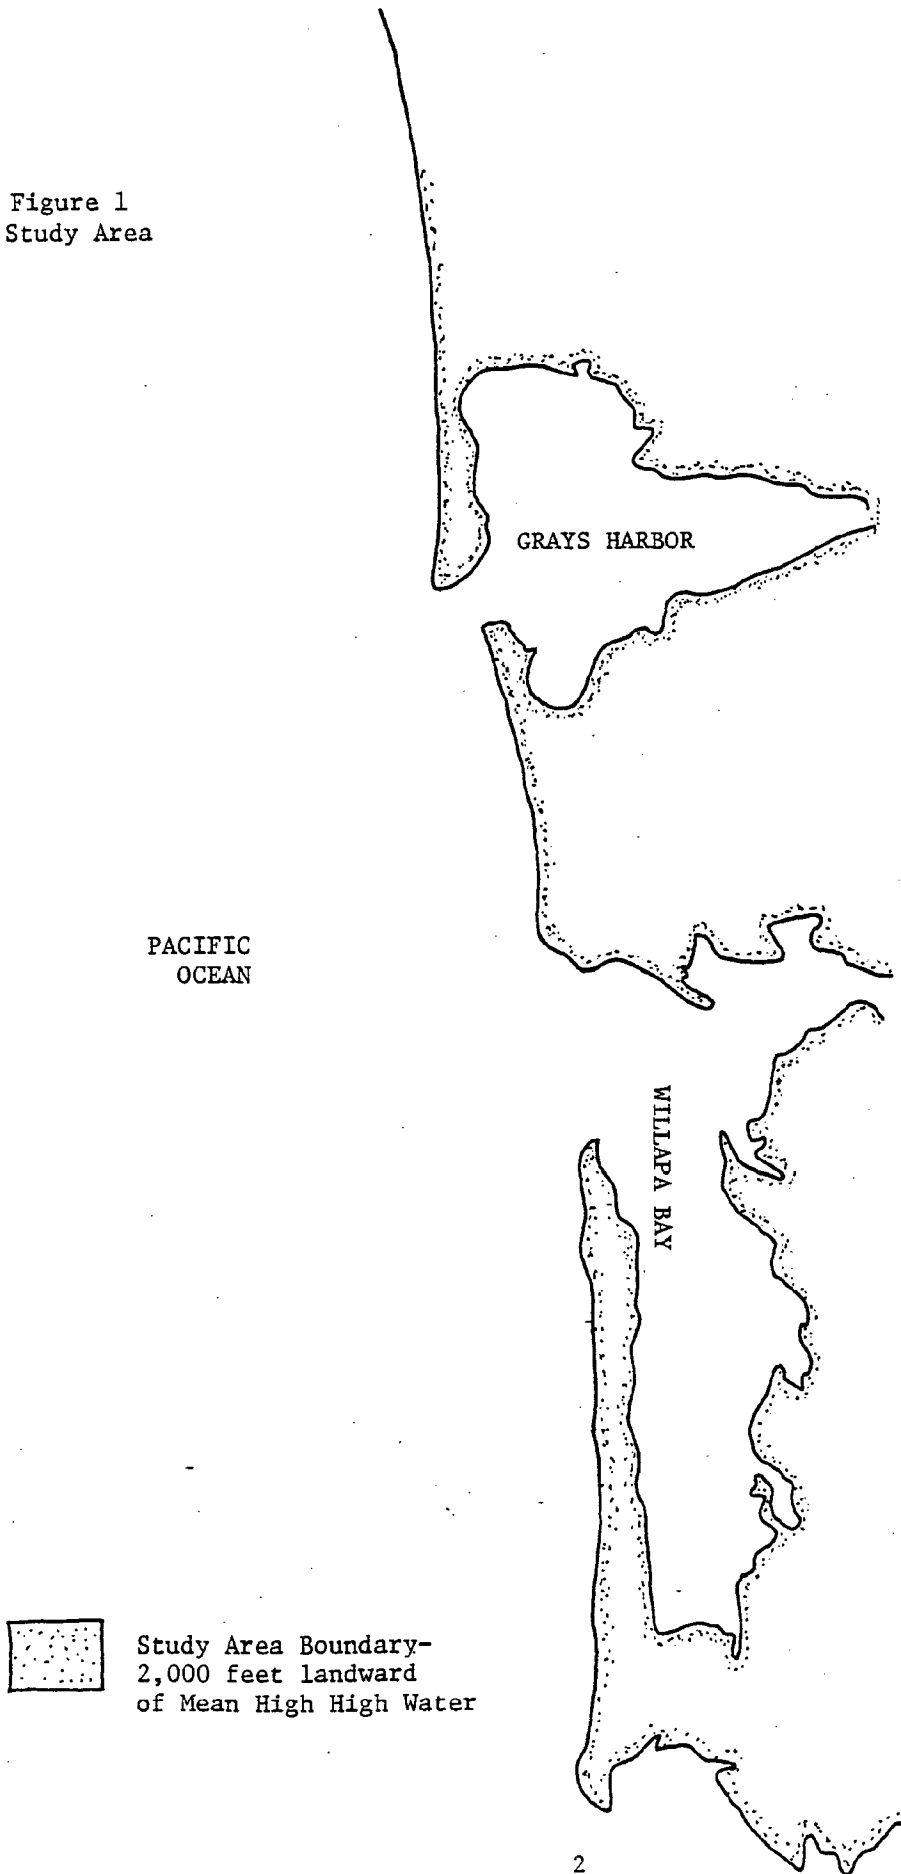 Figure 1
Study Area
GRAYS HARBOR
PACIFIC
OCEAN
WILLAPA BAY
Study Area Boundary-
2,000 feet landward
of Mean High High Water
2